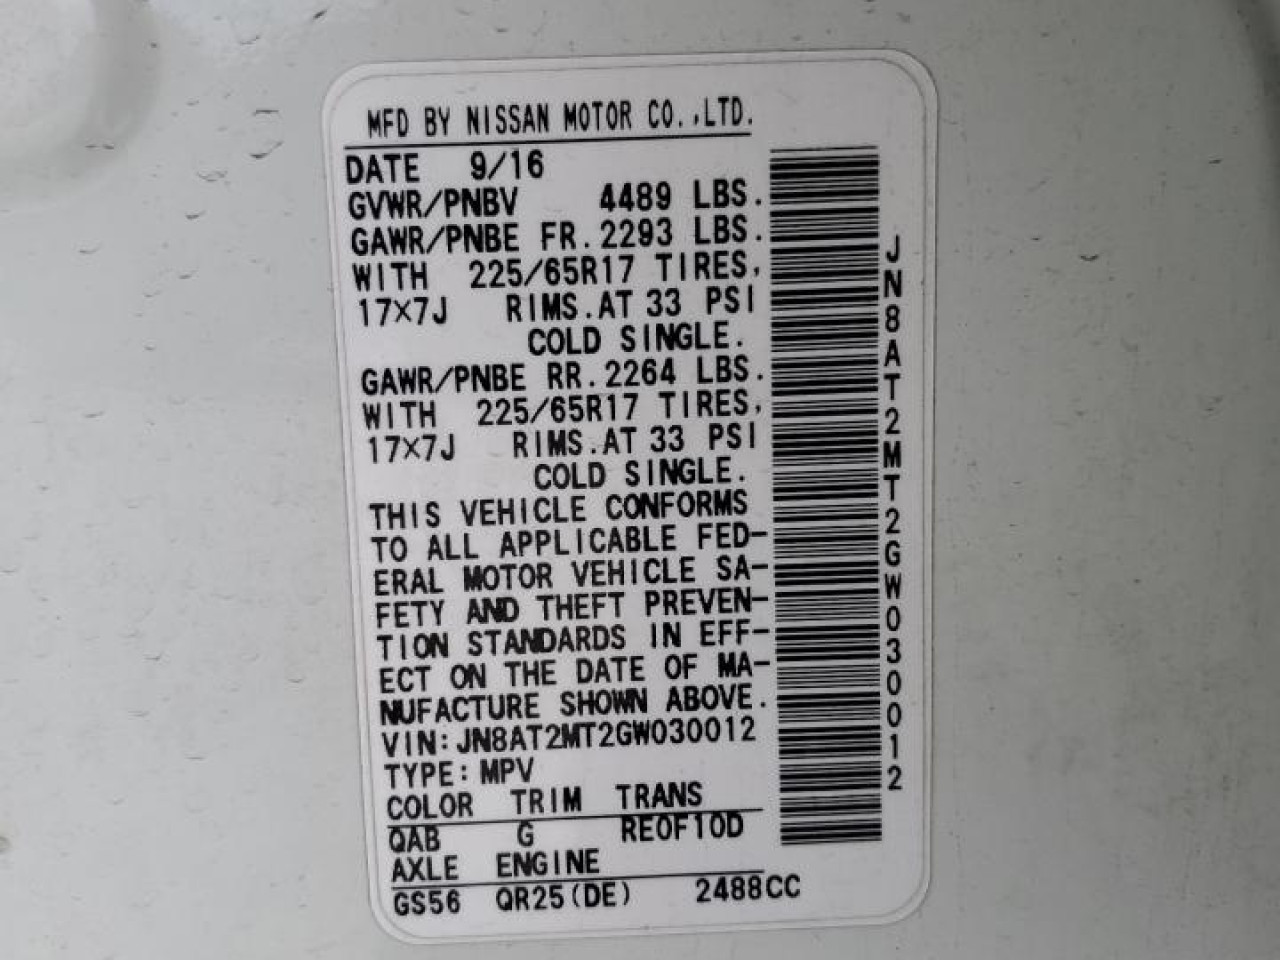 MFD BY NISSAN MOTOR CO.,LTD.
DATE 9/16
GVWR/PNBV 4489 LBS.
GAWR/PNBE FR.2293 LBS.
WITH 225/65R17 TIRES,
17×7J RIMS.AT 33 PSI
COLD SINGLE.
GAWR/PNBE RR.2264 LBS.
WITH 225/65R17 TIRES,
17×7J RIMS.AT 33 PSI
COLD SINGLE.
THIS VEHICLE CONFORMS
TO ALL APPLICABLE FED-
ERAL MOTOR VEHICLE SA-
FETY AND THEFT PREVEN-
TION STANDARDS IN EFF-
ECT ON THE DATE OF MA-
NUFACTURE SHOWN ABOVE.
VIN:JN8AT2MT2GW030012
TYPE:MPV
COLOR TRIM TRANS
QAB G RE0F10D
AXLE ENGINE
GS56 QR25(DE) 2488CC
JN8AT2MT2GW030012